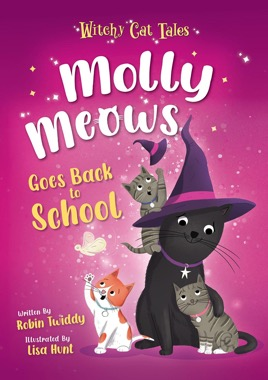 Witchy Cat Tales
Molly
Meows
Goes Back
to
School
Written By
Robin Twiddy
Illustrated By
Lisa Hunt